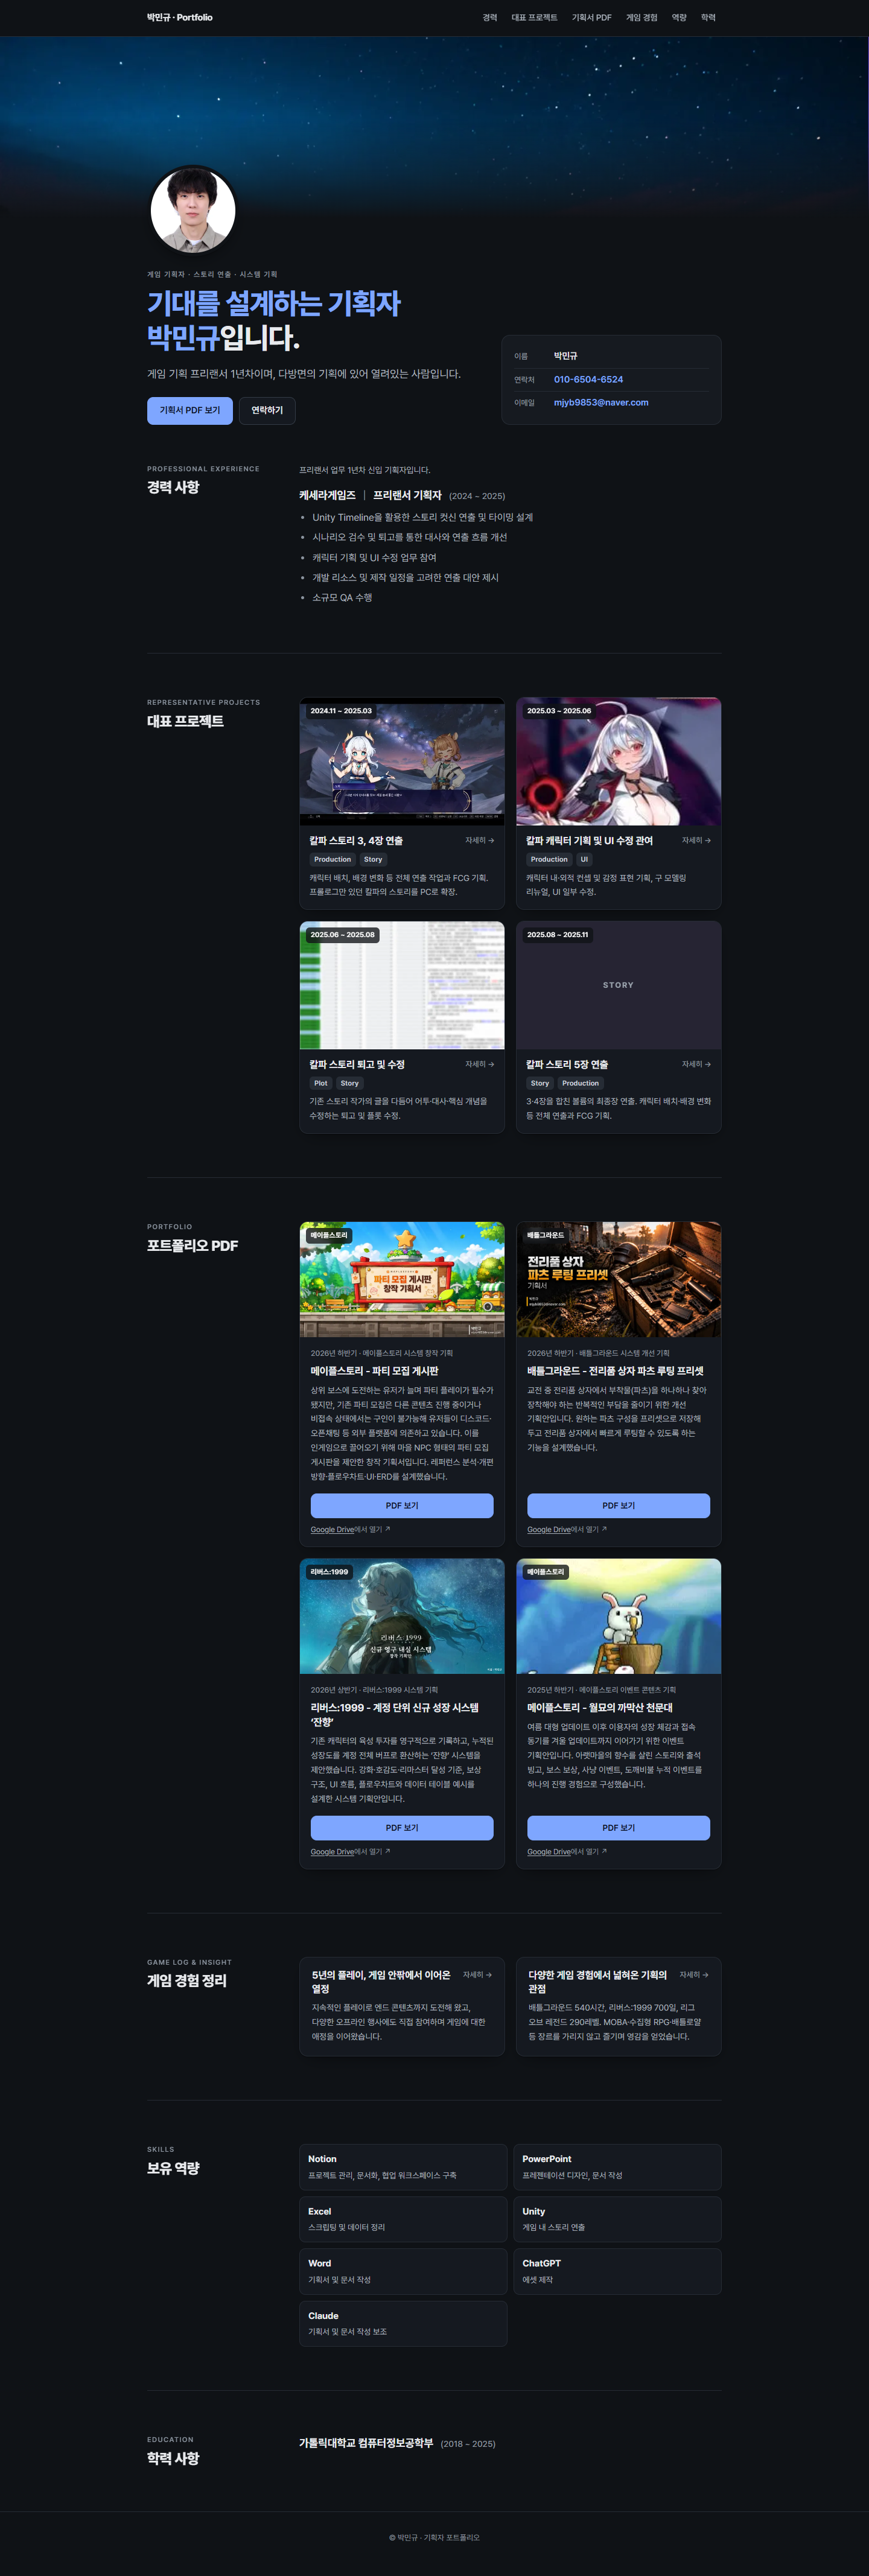 박민규 · Portfolio
경력 대표 프로젝트 기획서 PDF 게임 경험 역량 학력
게임 기획자 · 스토리 연출 · 시스템 기획
기대를 설계하는 기획자
박민규입니다.
게임 기획 프리랜서 1년차이며, 다방면의 기획에 있어 열려있는 사람입니다.
기획서 PDF 보기 연락하기
이름 박민규
연락처 010-6504-6524
이메일 mjyb9853@naver.com
PROFESSIONAL EXPERIENCE
경력 사항
프리랜서 업무 1년차 신입 기획자입니다.
케세라게임즈 | 프리랜서 기획자 (2024 ~ 2025)
• Unity Timeline을 활용한 스토리 컷신 연출 및 타이밍 설계
• 시나리오 검수 및 퇴고를 통한 대사와 연출 흐름 개선
• 캐릭터 기획 및 UI 수정 업무 참여
• 개발 리소스 및 제작 일정을 고려한 연출 대안 제시
• 소규모 QA 수행
REPRESENTATIVE PROJECTS
대표 프로젝트
2024.11 ~ 2025.03
칼파 스토리 3, 4장 연출 자세히 →
Production Story
캐릭터 배치, 배경 변화 등 전체 연출 작업과 FCG 기획.
프롤로그만 있던 칼파의 스토리를 PC로 확장.
2025.03 ~ 2025.06
칼파 캐릭터 기획 및 UI 수정 관여 자세히 →
Production UI
캐릭터 내·외적 컨셉 및 감정 표현 기획, 구 모델링
리뉴얼, UI 일부 수정.
2025.06 ~ 2025.08
칼파 스토리 퇴고 및 수정 자세히 →
Plot Story
기존 스토리 작가의 글을 다듬어 어투·대사·핵심 개념을
수정하는 퇴고 및 플롯 수정.
2025.08 ~ 2025.11
STORY
칼파 스토리 5장 연출 자세히 →
Story Production
3·4장을 합친 볼륨의 최종장 연출. 캐릭터 배치·배경 변화
등 전체 연출과 FCG 기획.
PORTFOLIO
포트폴리오 PDF
메이플스토리
파티 모집 게시판
창작 기획서
2026년 하반기 · 메이플스토리 시스템 창작 기획
메이플스토리 - 파티 모집 게시판
상위 보스에 도전하는 유저가 늘며 파티 플레이가 필수가
됐지만, 기존 파티 모집은 다른 콘텐츠 진행 중이거나
비접속 상태에서는 구인이 불가능해 유저들이 디스코드·
오픈채팅 등 외부 플랫폼에 의존하고 있습니다. 이를
인게임으로 끌어오기 위해 마을 NPC 형태의 파티 모집
게시판을 제안한 창작 기획서입니다. 레퍼런스 분석·개편
방향·플로우차트·UI·ERD를 설계했습니다.
PDF 보기
Google Drive에서 열기 ↗
배틀그라운드
전리품 상자
파츠 루팅 프리셋
기획서
2026년 하반기 · 배틀그라운드 시스템 개선 기획
배틀그라운드 - 전리품 상자 파츠 루팅 프리셋
교전 중 전리품 상자에서 부착물(파츠)을 하나하나 찾아
장착해야 하는 반복적인 부담을 줄이기 위한 개선
기획안입니다. 원하는 파츠 구성을 프리셋으로 저장해
두고 전리품 상자에서 빠르게 루팅할 수 있도록 하는
기능을 설계했습니다.
PDF 보기
Google Drive에서 열기 ↗
리버스:1999
리버스: 1999
신규 영구 내실 시스템
창작 기획안
2026년 상반기 · 리버스:1999 시스템 기획
리버스:1999 - 계정 단위 신규 성장 시스템
‘잔향’
기존 캐릭터의 육성 투자를 영구적으로 기록하고, 누적된
성장도를 계정 전체 버프로 환산하는 ‘잔향’ 시스템을
제안했습니다. 강화·호감도·리마스터 달성 기준, 보상
구조, UI 흐름, 플로우차트와 데이터 테이블 예시를
설계한 시스템 기획안입니다.
PDF 보기
Google Drive에서 열기 ↗
메이플스토리
2025년 하반기 · 메이플스토리 이벤트 콘텐츠 기획
메이플스토리 - 월묘의 까막산 천문대
여름 대형 업데이트 이후 이용자의 성장 체감과 접속
동기를 겨울 업데이트까지 이어가기 위한 이벤트
기획안입니다. 아랫마을의 향수를 살린 스토리와 출석
빙고, 보스 보상, 사냥 이벤트, 도깨비불 누적 이벤트를
하나의 진행 경험으로 구성했습니다.
PDF 보기
Google Drive에서 열기 ↗
GAME LOG & INSIGHT
게임 경험 정리
5년의 플레이, 게임 안팎에서 이어온 자세히 →
열정
지속적인 플레이로 엔드 콘텐츠까지 도전해 왔고,
다양한 오프라인 행사에도 직접 참여하며 게임에 대한
애정을 이어왔습니다.
다양한 게임 경험에서 넓혀온 기획의 자세히 →
관점
배틀그라운드 540시간, 리버스:1999 700일, 리그
오브 레전드 290레벨. MOBA·수집형 RPG·배틀로얄
등 장르를 가리지 않고 즐기며 영감을 얻었습니다.
SKILLS
보유 역량
Notion
프로젝트 관리, 문서화, 협업 워크스페이스 구축
PowerPoint
프레젠테이션 디자인, 문서 작성
Excel
스크립팅 및 데이터 정리
Unity
게임 내 스토리 연출
Word
기획서 및 문서 작성
ChatGPT
에셋 제작
Claude
기획서 및 문서 작성 보조
EDUCATION
학력 사항
가톨릭대학교 컴퓨터정보공학부 (2018 ~ 2025)
© 박민규 · 기획자 포트폴리오